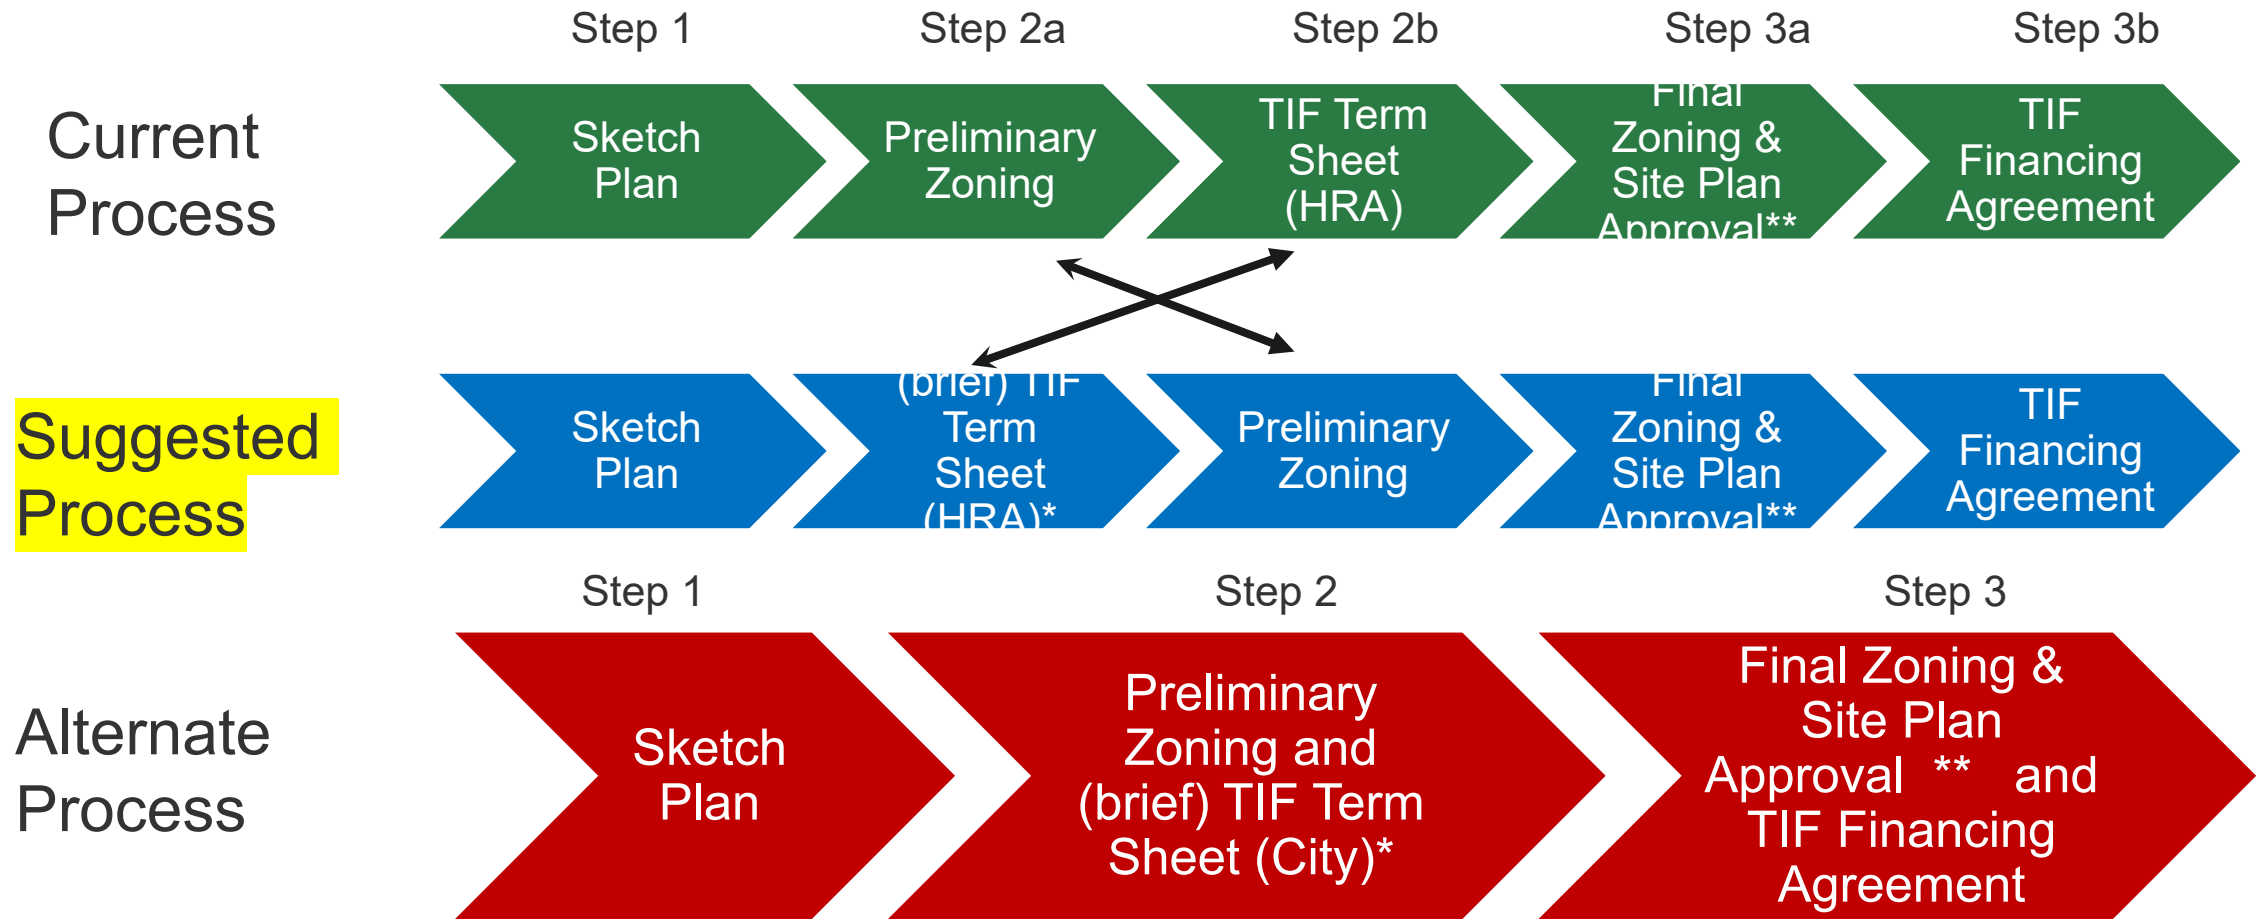 Step 1
Step 2a
Step 2b
Step 3a
Step 3b
Current
Process
Sketch
Plan
Preliminary
Zoning
TIF Term
Sheet
(HRA)
Final
Zoning &
Site Plan
Approval**
TIF
Financing
Agreement
Suggested
Process
Sketch
Plan
(brief) TIF
Term
Sheet
(HRA)*
Preliminary
Zoning
Final
Zoning &
Site Plan
Approval**
TIF
Financing
Agreement
Step 1
Step 2
Step 3
Alternate
Process
Sketch
Plan
Preliminary
Zoning and
(brief) TIF Term
Sheet (City)*
Final Zoning &
Site Plan
Approval ** and
TIF Financing
Agreement